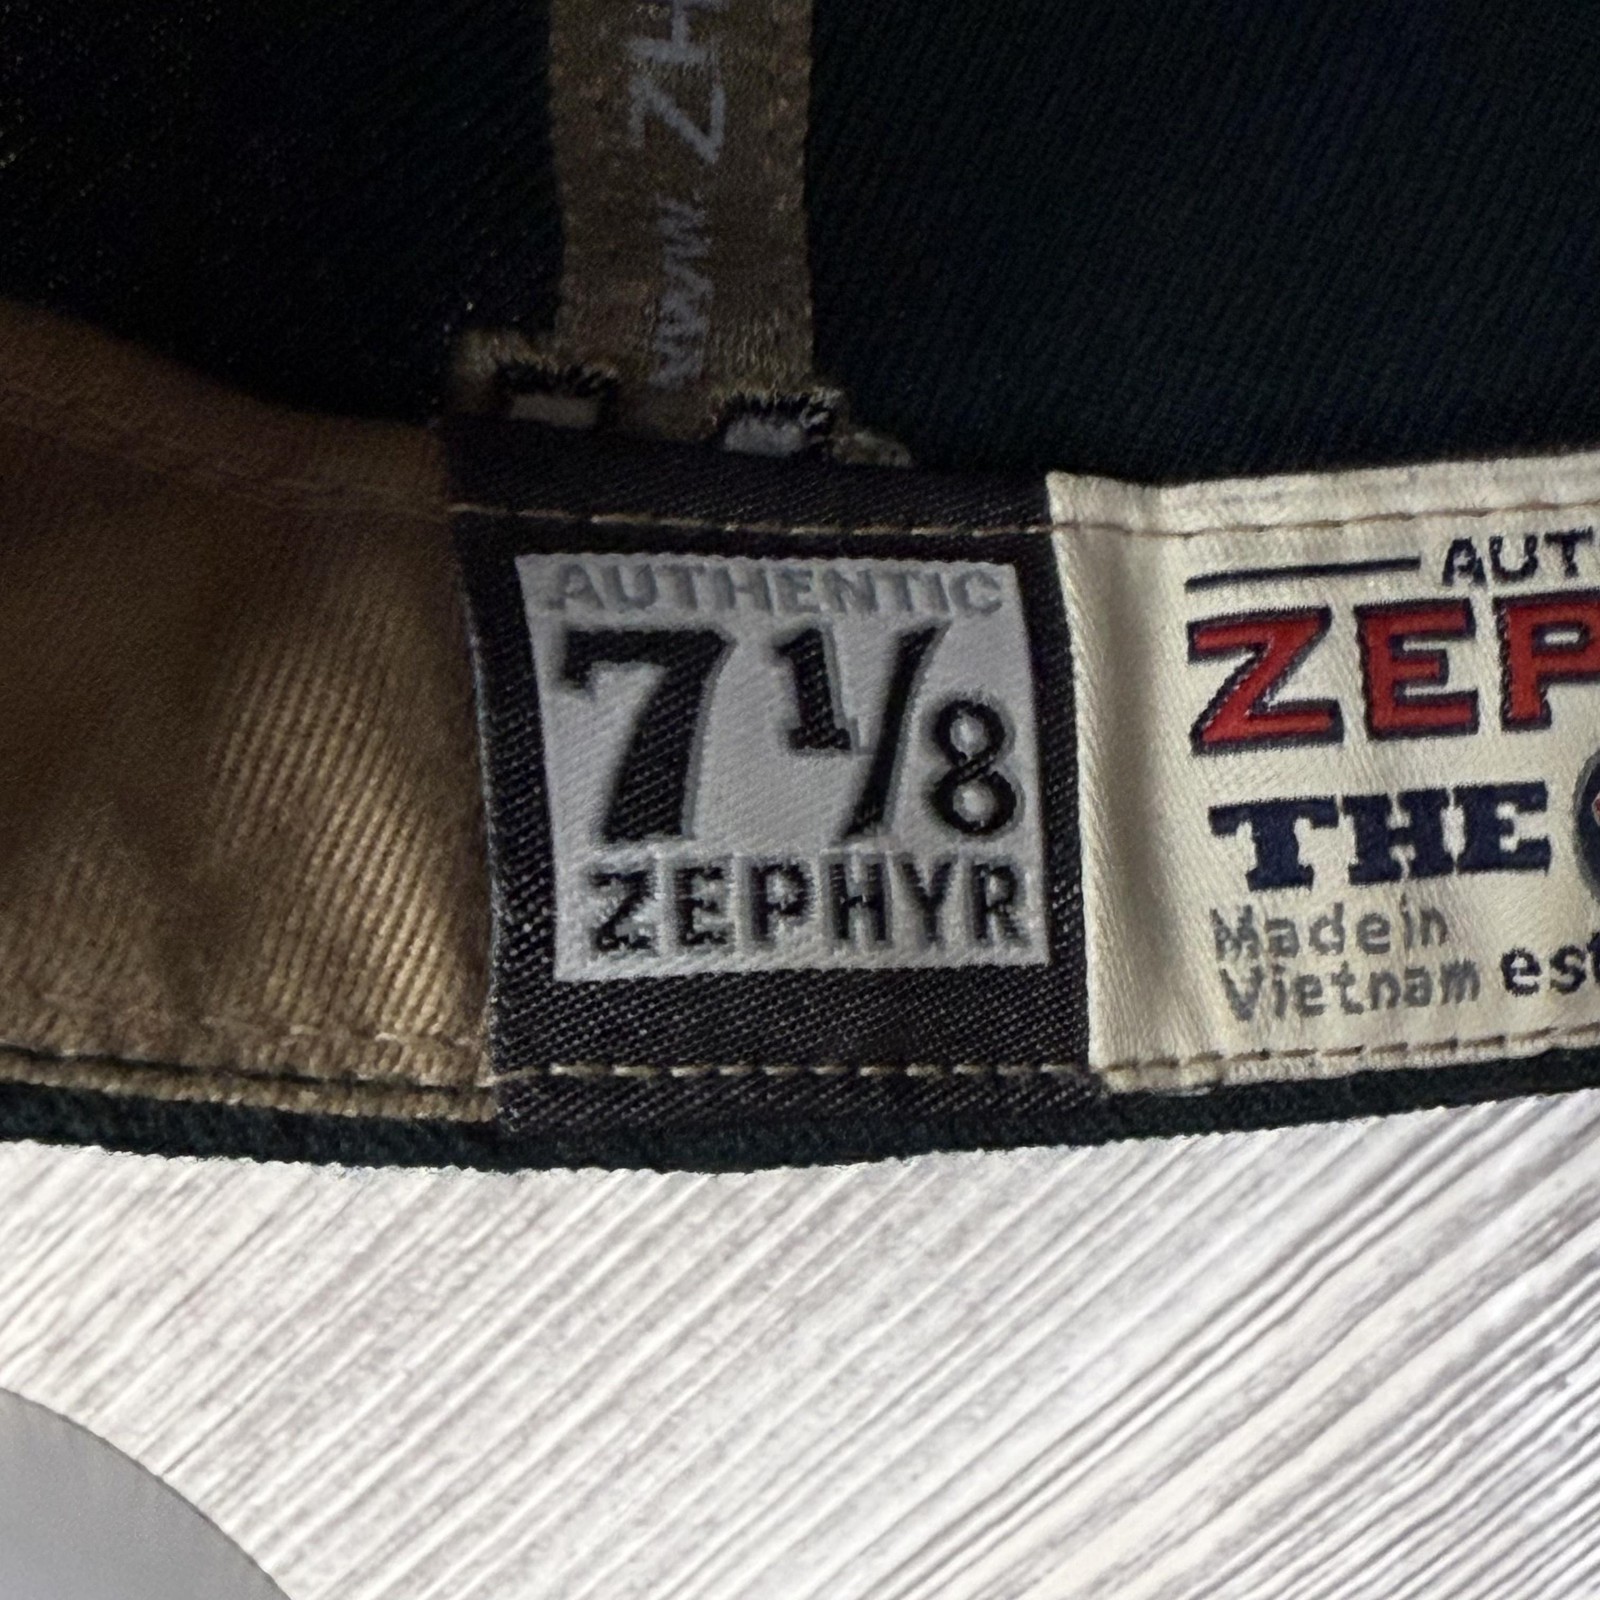 AUTHENTIC
7 1/8
ZEPHYR
AUT
ZEP
THE
Made in
Vietnam est